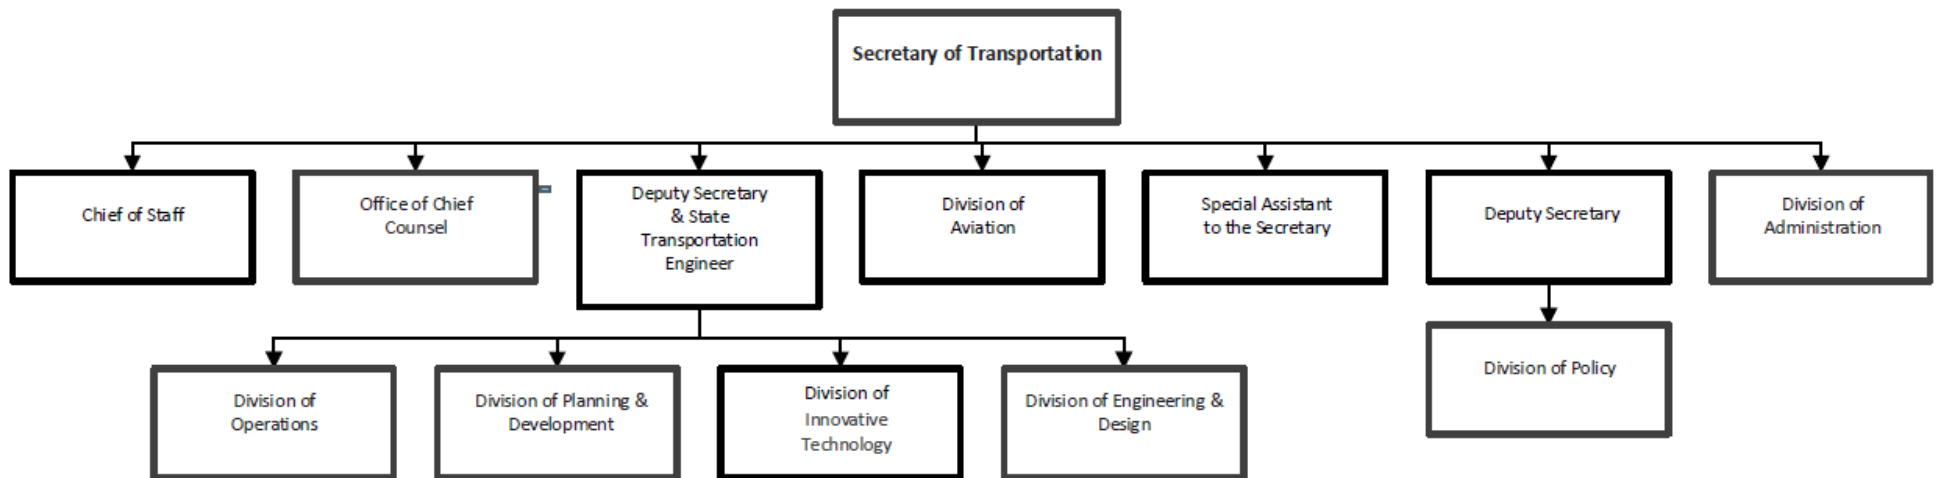 Secretary of Transportation
Chief of Staff
Office of Chief
Counsel
Deputy Secretary
& State
Transportation
Engineer
Division of
Aviation
Special Assistant
to the Secretary
Deputy Secretary
Division of
Administration
Division of
Operations
Division of Planning &
Development
Division of
Innovative
Technology
Division of Engineering &
Design
Division of Policy